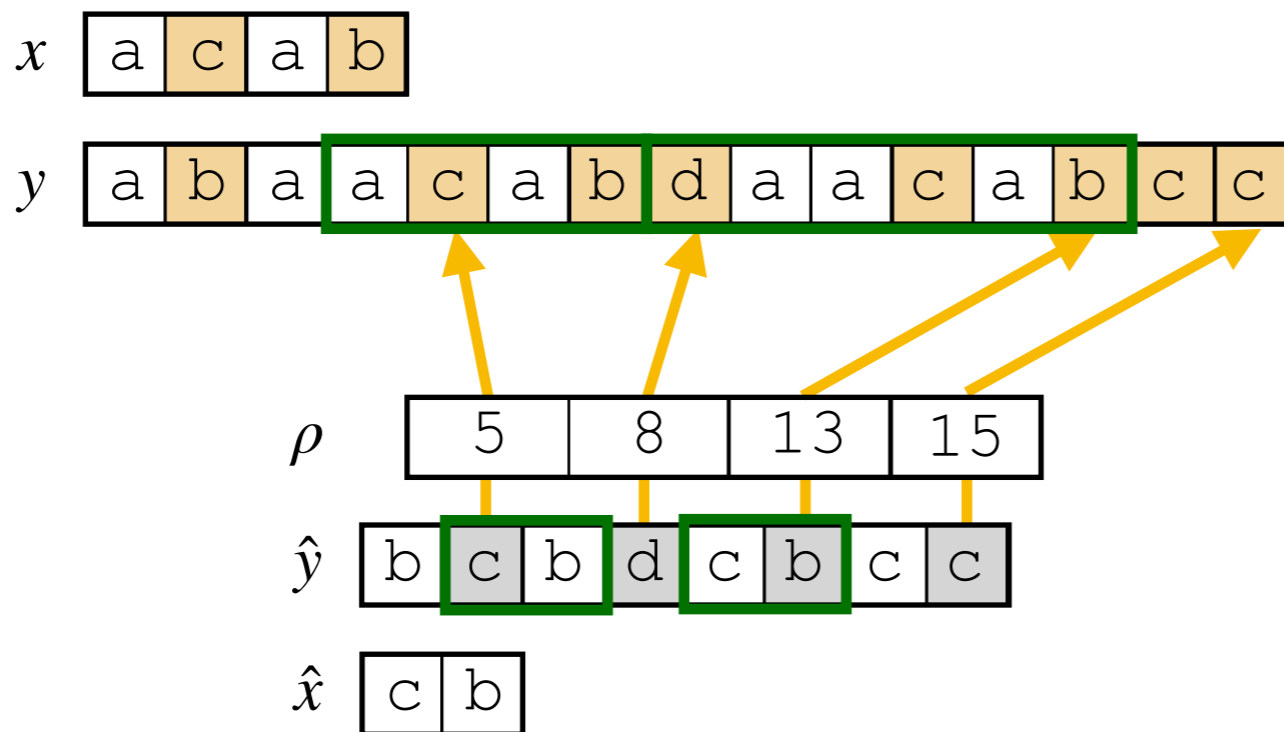 x a c a b
y a b a a c a b d a a c a b c c
ρ 5 8 13 15
ŷ b c b d c b c c
x̂ c b